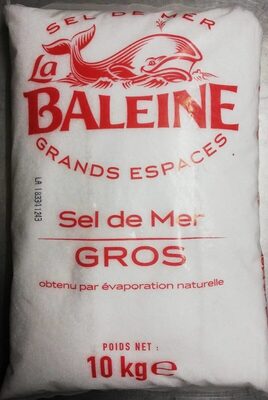 SEL DE MER
La
BALEINE
GRANDS ESPACES
Sel de Mer
GROS
obtenu par évaporation naturelle
POIDS NET :
10 kg e